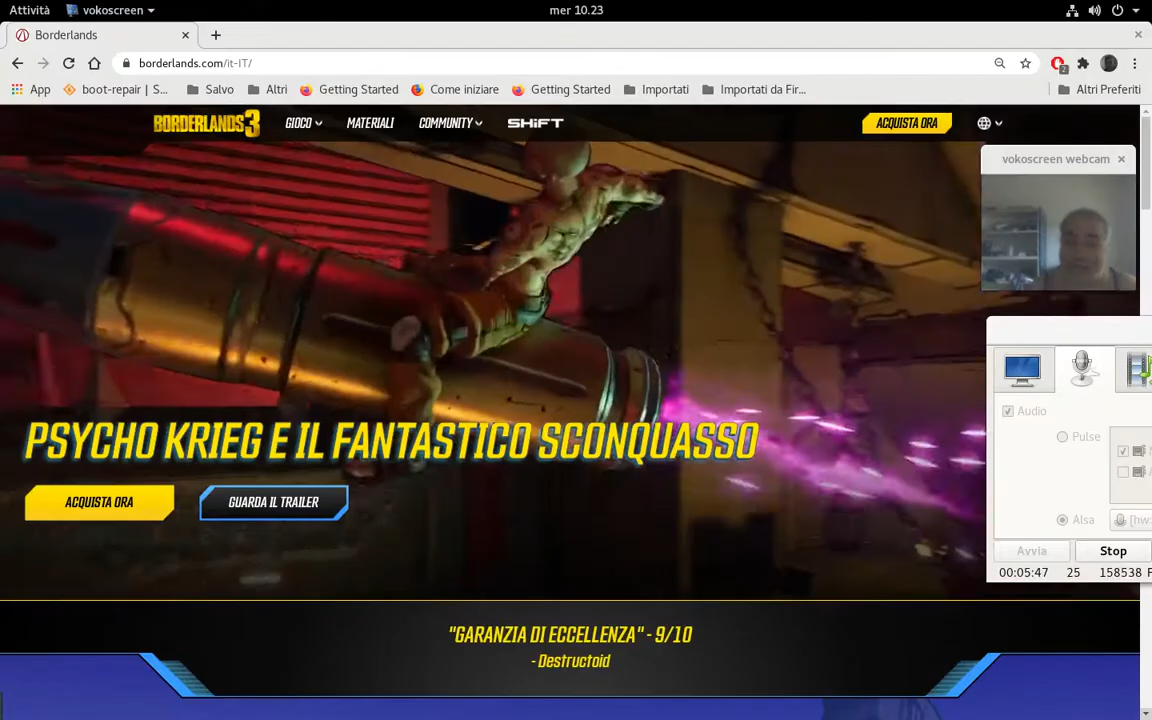 Attività vokoscreen mer 10.23
Borderlands
borderlands.com/it-IT/
App boot-repair | S... Salvo Altri Getting Started Come iniziare Getting Started Importati Importati da Fir... Altri Preferiti
BORDERLANDS 3 GIOCO MATERIALI COMMUNITY SHiFT ACQUISTA ORA
vokoscreen webcam
PSYCHO KRIEG E IL FANTASTICO SCONQUASSO
ACQUISTA ORA GUARDA IL TRAILER
Audio
Pulse
Alsa [hw:
Avvia Stop
00:05:47 25 158538 F
"GARANZIA DI ECCELLENZA" - 9/10
- Destructoid